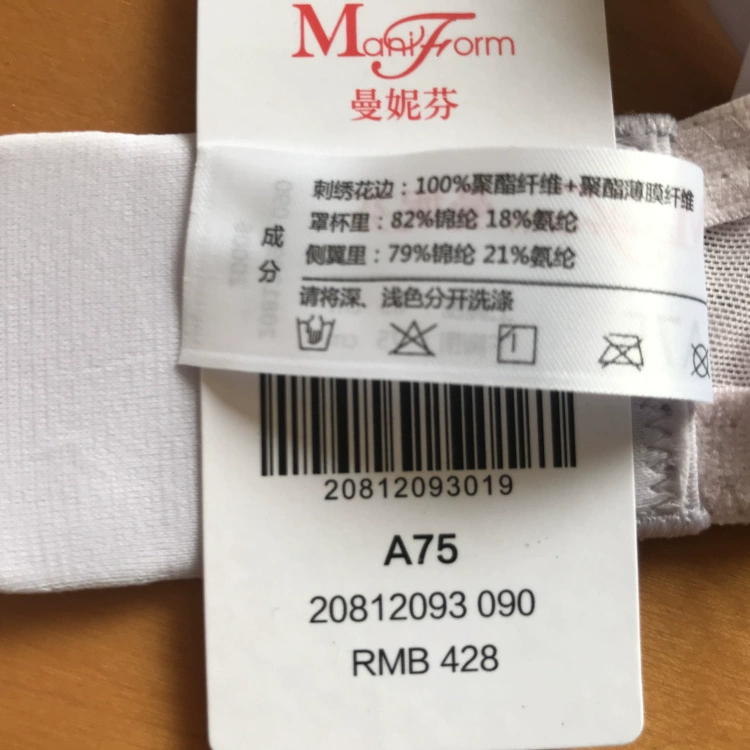 ManiForm
曼妮芬
成分
刺绣花边：100%聚酯纤维+聚酯薄膜纤维
罩杯里：82%锦纶 18%氨纶
侧翼里：79%锦纶 21%氨纶
请将深、浅色分开洗涤
20812093019
A75
20812093 090
RMB 428